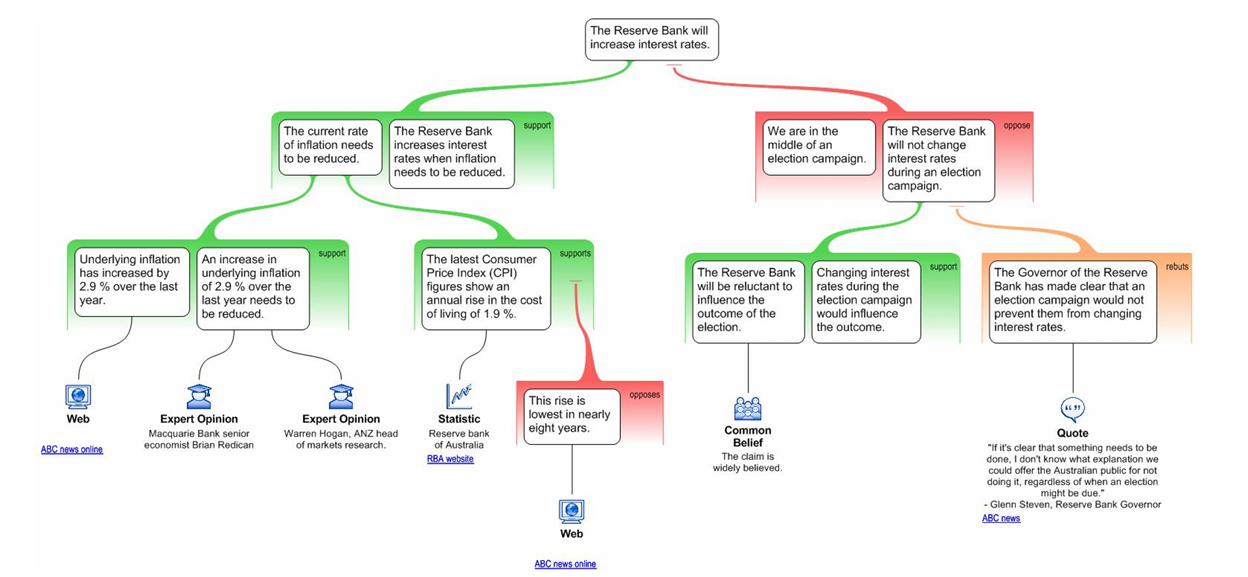 The Reserve Bank will
increase interest rates.
The current rate
of inflation needs
to be reduced.
The Reserve Bank
increases interest
rates when inflation
needs to be reduced.
support
We are in the
middle of an
election campaign.
The Reserve Bank
will not change
interest rates
during an election
campaign.
oppose
Underlying inflation
has increased by
2.9 % over the last
year.
An increase in
underlying inflation
of 2.9 % over the
last year needs to
be reduced.
support
The latest Consumer
Price Index (CPI)
figures show an
annual rise in the cost
of living of 1.9 %.
supports
The Reserve Bank
will be reluctant to
influence the
outcome of the
election.
Changing interest
rates during the
election campaign
would influence
the outcome.
support
The Governor of the Reserve
Bank has made clear that an
election campaign would not
prevent them from changing
interest rates.
rebuts
Web
ABC news online
Expert Opinion
Macquarie Bank senior
economist Brian Redican
Expert Opinion
Warren Hogan, ANZ head
of markets research.
Statistic
Reserve bank
of Australia
RBA website
This rise is
lowest in nearly
eight years.
opposes
Web
ABC news online
Common
Belief
The claim is
widely believed.
Quote
"If it's clear that something needs to be
done, I don't know what explanation we
could offer the Australian public for not
doing it, regardless of when an election
might be due."
- Glenn Steven, Reserve Bank Governor
ABC news